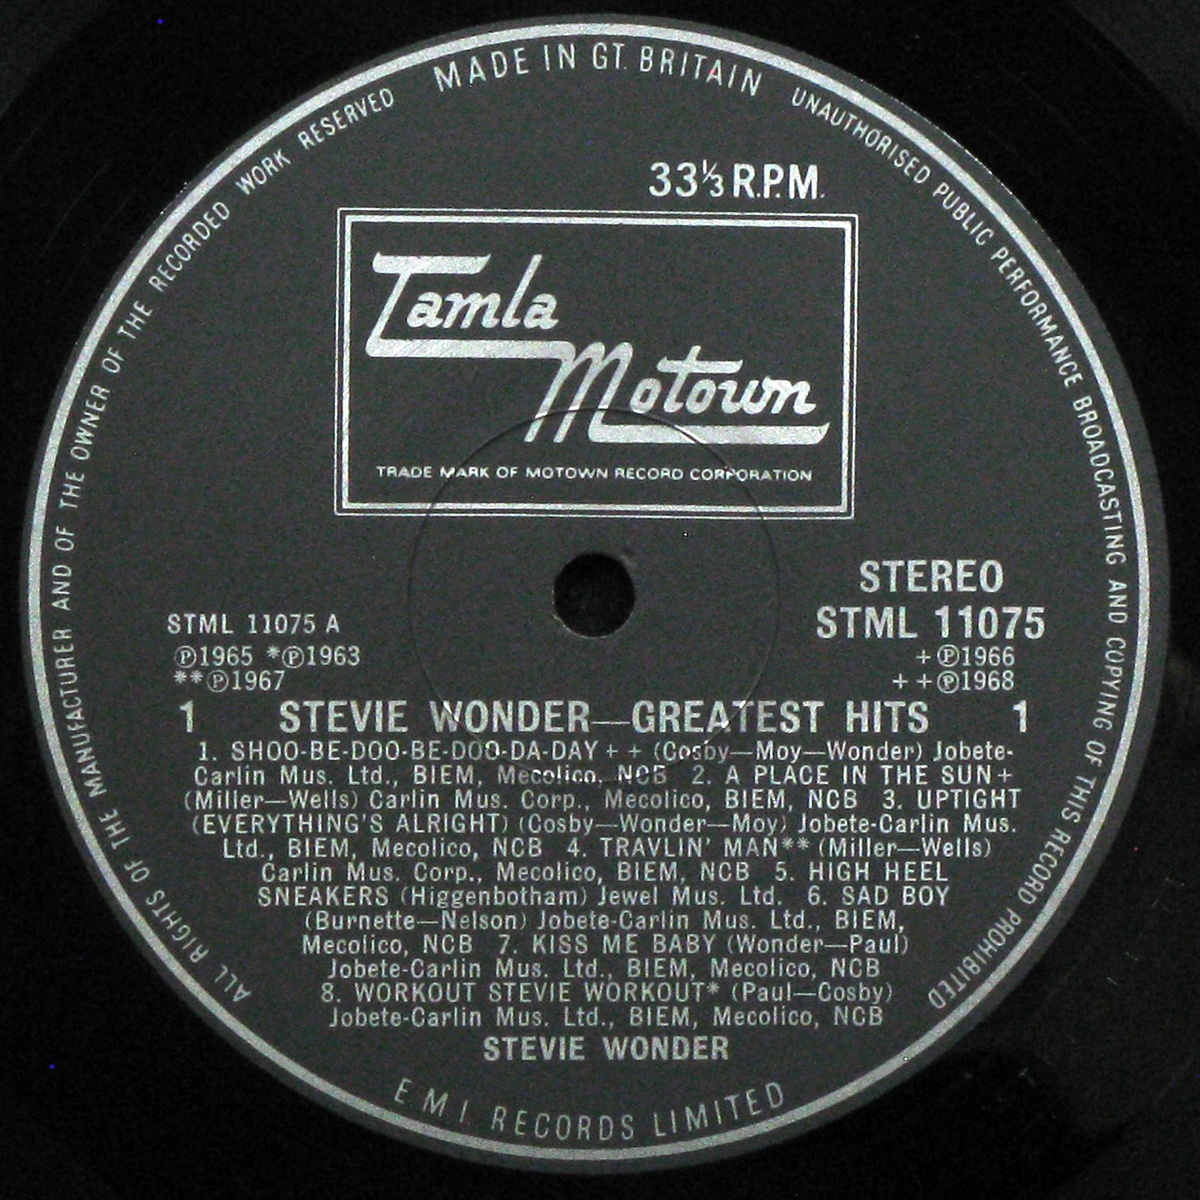 MADE IN GT. BRITAIN
UNAUTHORISED PUBLIC PERFORMANCE BROADCASTING AND COPYING OF THIS RECORD PROHIBITED
ALL RIGHTS OF THE MANUFACTURER AND OF THE OWNER OF THE RECORDED WORK RESERVED
33⅓ R.P.M.
Tamla
Motown
TRADE MARK OF MOTOWN RECORD CORPORATION
STEREO
STML 11075 A
STML 11075
℗1965 *℗1963
+℗1966
**℗1967
++℗1968
1 STEVIE WONDER—GREATEST HITS 1
1. SHOO-BE-DOO-BE-DOO-DA-DAY++ (Cosby—Moy—Wonder) Jobete-
Carlin Mus. Ltd., BIEM, Mecolico, NCB 2. A PLACE IN THE SUN+
(Miller—Wells) Carlin Mus. Corp., Mecolico, BIEM, NCB 3. UPTIGHT
(EVERYTHING'S ALRIGHT) (Cosby—Wonder—Moy) Jobete-Carlin Mus.
Ltd., BIEM, Mecolico, NCB 4. TRAVLIN' MAN** (Miller—Wells)
Carlin Mus. Corp., Mecolico, BIEM, NCB 5. HIGH HEEL
SNEAKERS (Higgenbotham) Jewel Mus. Ltd. 6. SAD BOY
(Burnette—Nelson) Jobete-Carlin Mus. Ltd., BIEM,
Mecolico, NCB 7. KISS ME BABY (Wonder—Paul)
Jobete-Carlin Mus. Ltd., BIEM, Mecolico, NCB
8. WORKOUT STEVIE WORKOUT* (Paul—Cosby)
Jobete-Carlin Mus. Ltd., BIEM, Mecolico, NCB
STEVIE WONDER
E.M.I. RECORDS LIMITED